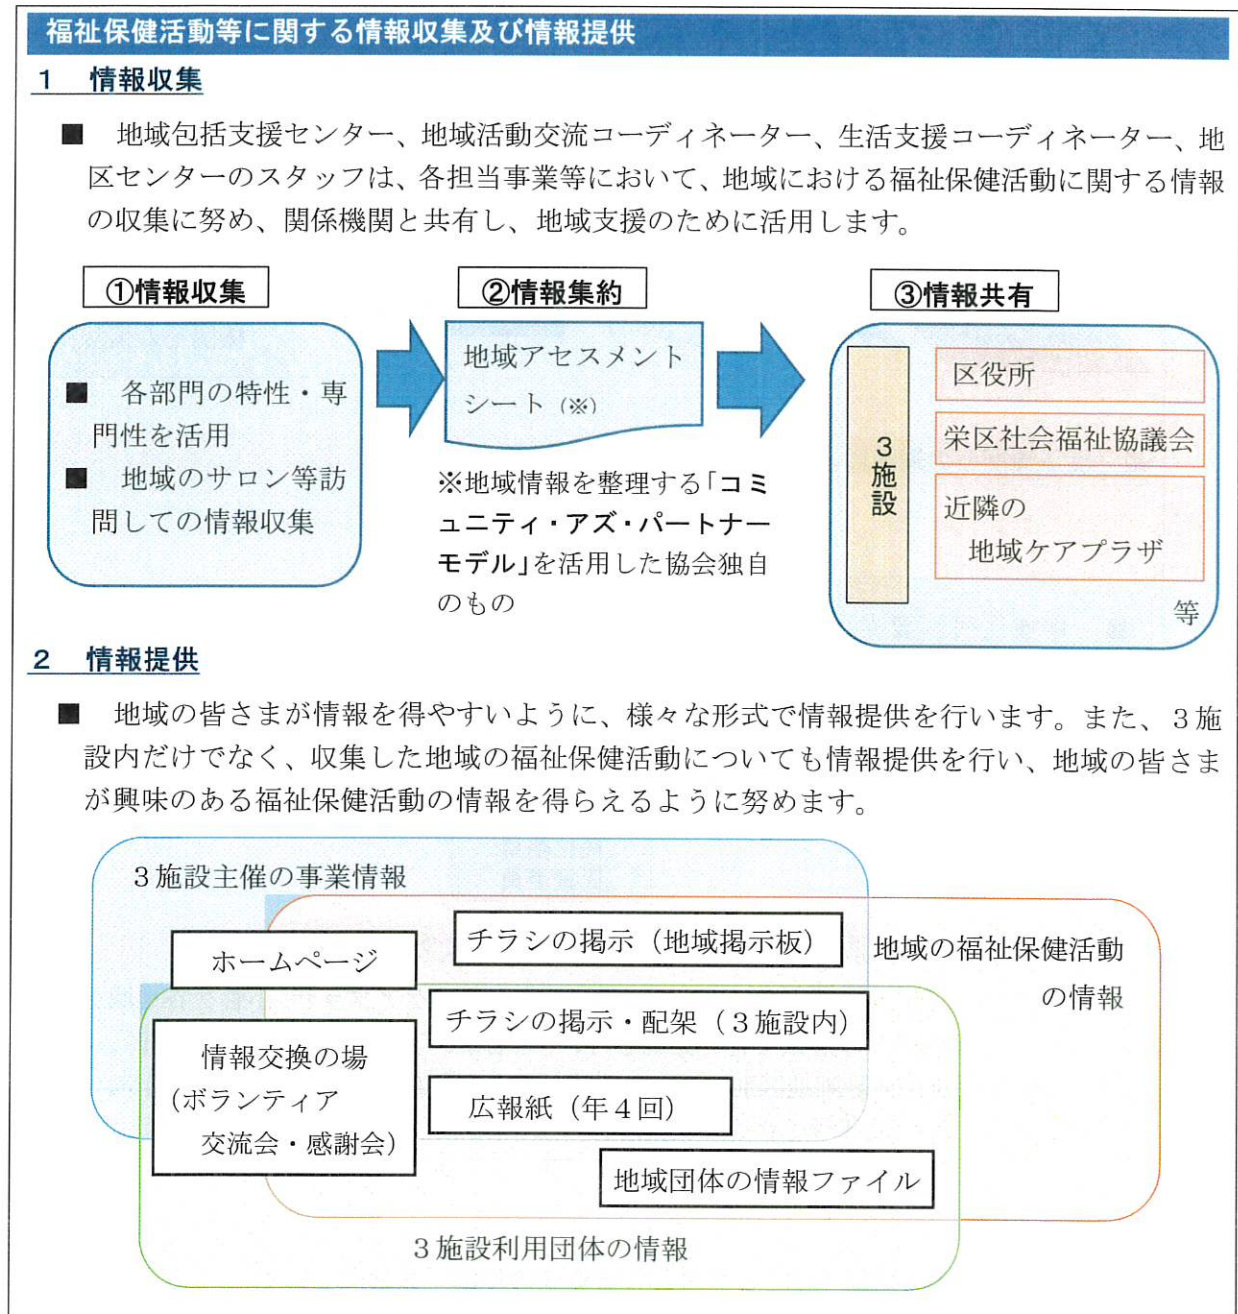 福祉保健活動等に関する情報収集及び情報提供
1 情報収集
■ 地域包括支援センター、地域活動交流コーディネーター、生活支援コーディネーター、地
区センターのスタッフは、各担当事業等において、地域における福祉保健活動に関する情報
の収集に努め、関係機関と共有し、地域支援のために活用します。
①情報収集
■ 各部門の特性・専
門性を活用
■ 地域のサロン等訪
問しての情報収集
②情報集約
地域アセスメント
シート（※）
※地域情報を整理する「コミ
ュニティ・アズ・パートナー
モデル」を活用した協会独自
のもの
③情報共有
3施設
区役所
栄区社会福祉協議会
近隣の
地域ケアプラザ
等
2 情報提供
■ 地域の皆さまが情報を得やすいように、様々な形式で情報提供を行います。また、3施
設内だけでなく、収集した地域の福祉保健活動についても情報提供を行い、地域の皆さま
が興味のある福祉保健活動の情報を得らえるように努めます。
3施設主催の事業情報
チラシの掲示（地域掲示板）
地域の福祉保健活動
の情報
ホームページ
チラシの掲示・配架（3施設内）
情報交換の場
（ボランティア
交流会・感謝会）
広報紙（年4回）
地域団体の情報ファイル
3施設利用団体の情報